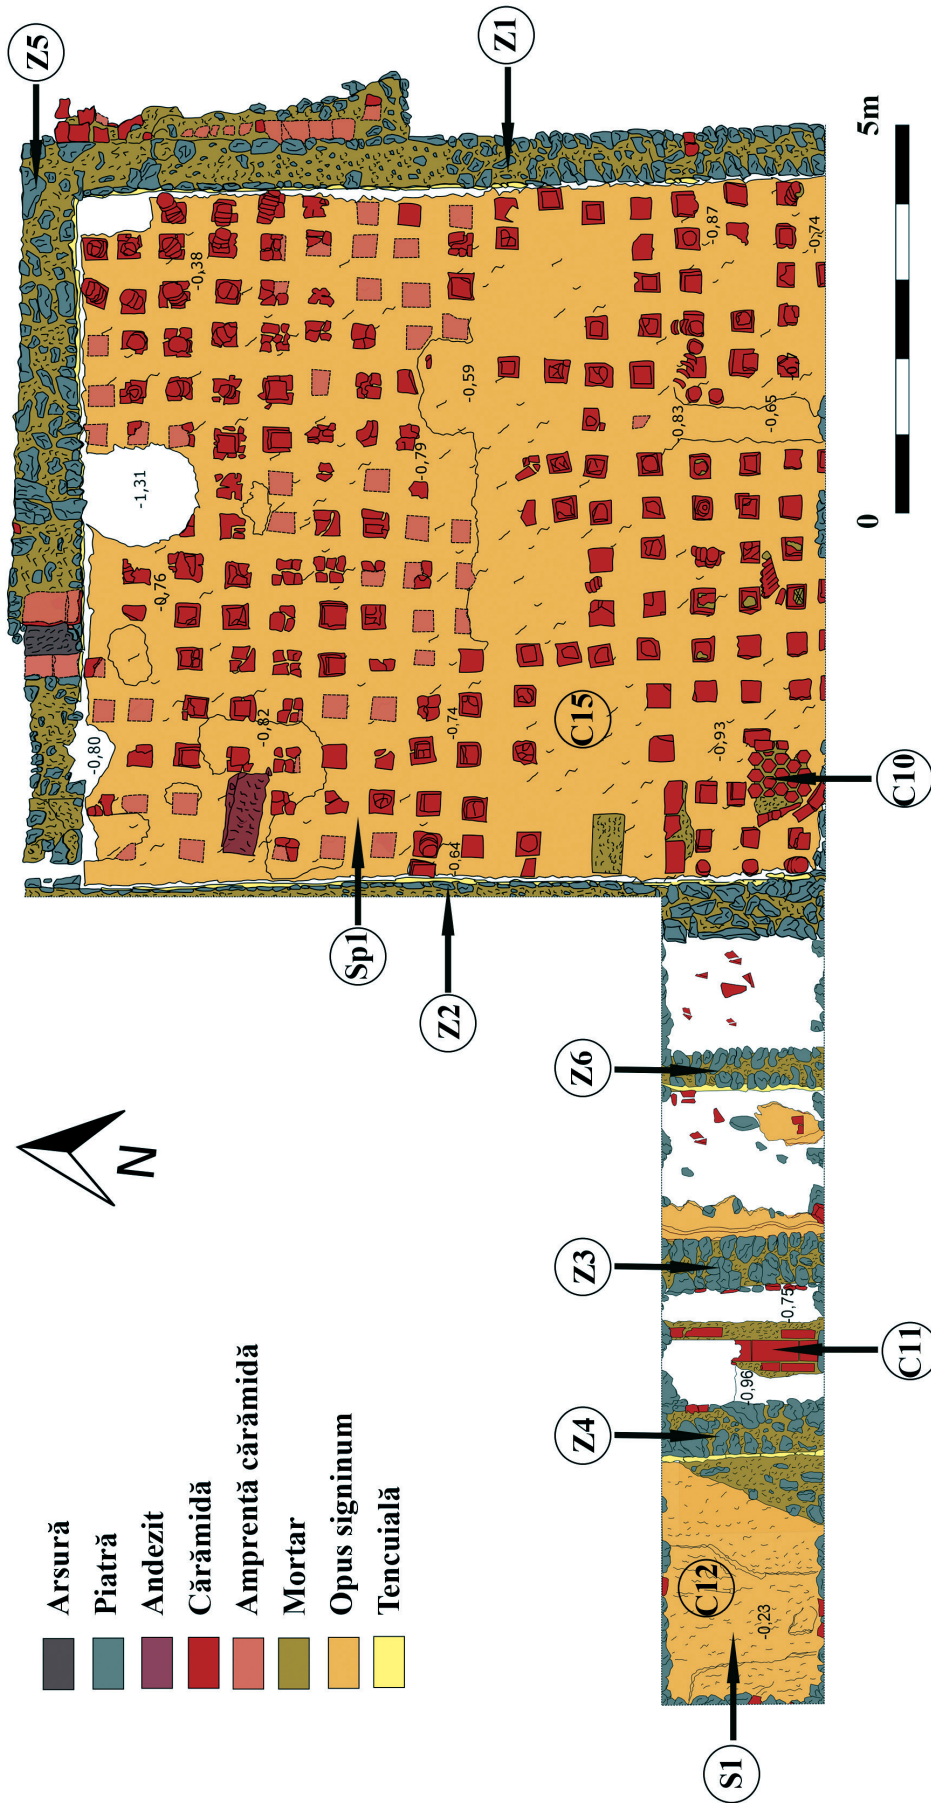 Arsură
Piatră
Andezit
Cărămidă
Amprentă cărămidă
Mortar
Opus signinum
Tencuială
N
0
5m
Z5
Z1
Z2
Sp1
Z6
Z3
Z4
S1
C15
C10
C11
C12
-1,31
-0,38
-0,87
-0,74
-0,59
-0,79
-0,83
-0,65
-0,76
-0,80
-0,82
-0,74
-0,64
-0,93
-0,75
-0,96
-0,23